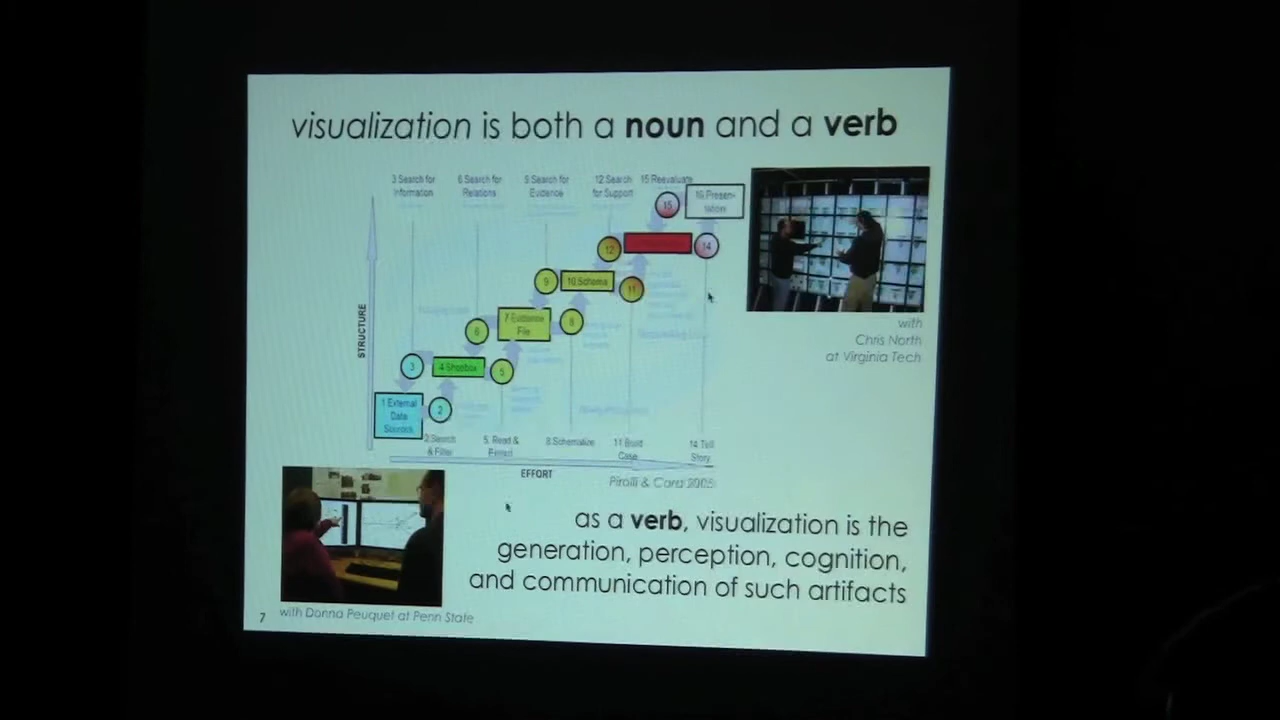 visualization is both a noun and a verb
3 Search for
Information
6 Search for
Relations
9 Search for
Evidence
12 Search
for Support
15 Reevaluate
15
16 Presen-
tation
12
14
9
10 Schema
11
6
7 Evidence
File
8
3
4 Shoebox
5
1 External
Data
Sources
2
STRUCTURE
2 Search
& Filter
5. Read &
Extract
8 Schematize
11 Build
Case
14 Tell
Story
EFFORT
Pirolli & Card 2005
with
Chris North
at Virginia Tech
as a verb, visualization is the
generation, perception, cognition,
and communication of such artifacts
7
with Donna Peuquet at Penn State